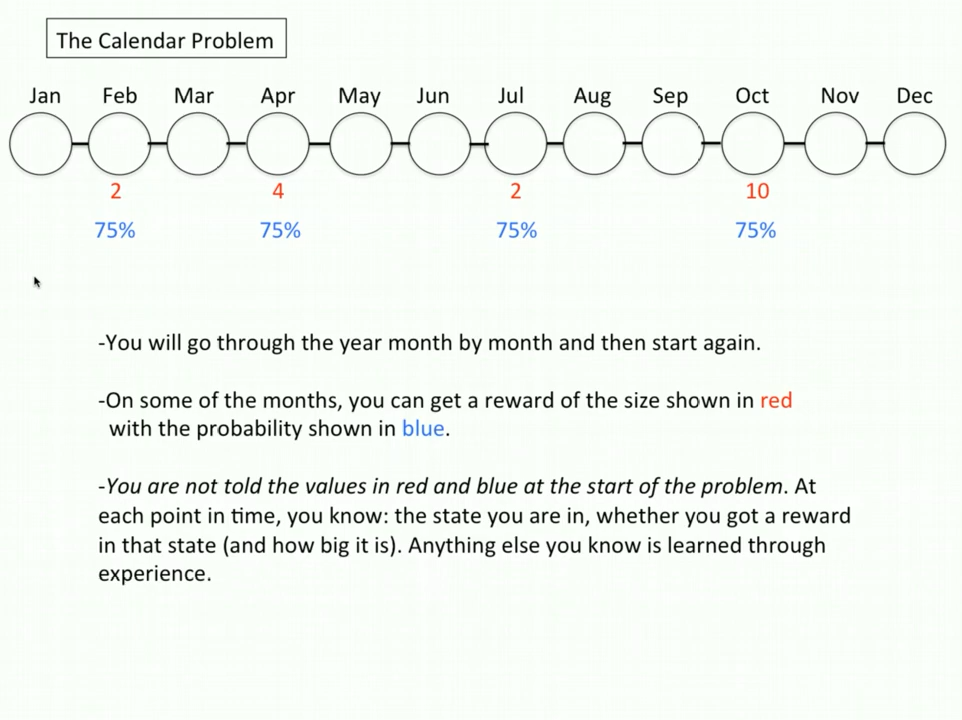 The Calendar Problem
Jan Feb Mar Apr May Jun Jul Aug Sep Oct Nov Dec
2 4 2 10
75% 75% 75% 75%
-You will go through the year month by month and then start again.
-On some of the months, you can get a reward of the size shown in red
with the probability shown in blue.
-You are not told the values in red and blue at the start of the problem. At
each point in time, you know: the state you are in, whether you got a reward
in that state (and how big it is). Anything else you know is learned through
experience.